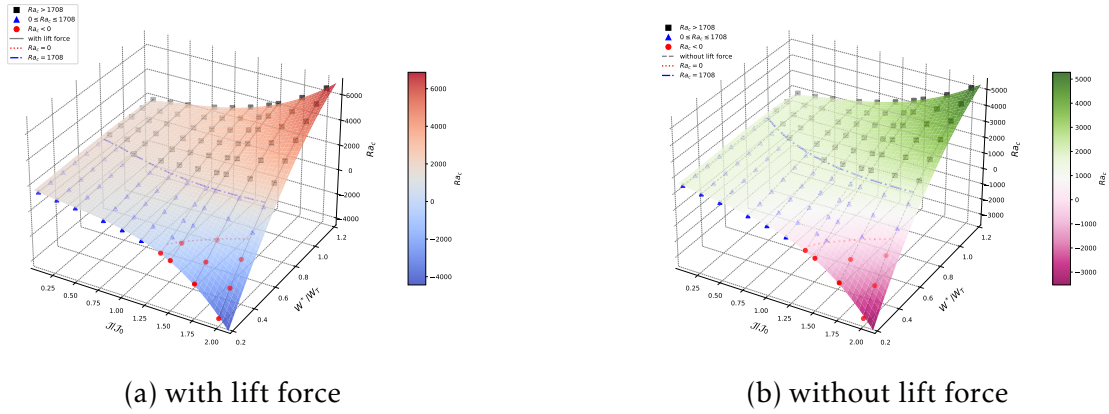 Ra_c > 1708
0 ≤ Ra_c ≤ 1708
Ra_c < 0
with lift force
Ra_c = 0
Ra_c = 1708
6000
4000
2000
0
−2000
−4000
Ra_c
0.25
0.50
0.75
1.00
1.25
1.50
1.75
2.00
ℐ/ℐ_0
0.2
0.4
0.6
0.8
1.0
1.2
W^*/W_T
6000
4000
2000
0
−2000
−4000
Ra_c
(a) with lift force
Ra_c > 1708
0 ≤ Ra_c ≤ 1708
Ra_c < 0
without lift force
Ra_c = 0
Ra_c = 1708
5000
4000
3000
2000
1000
0
−1000
−2000
−3000
Ra_c
0.25
0.50
0.75
1.00
1.25
1.50
1.75
2.00
ℐ/ℐ_0
0.2
0.4
0.6
0.8
1.0
1.2
W^*/W_T
5000
4000
3000
2000
1000
0
−1000
−2000
−3000
Ra_c
(b) without lift force